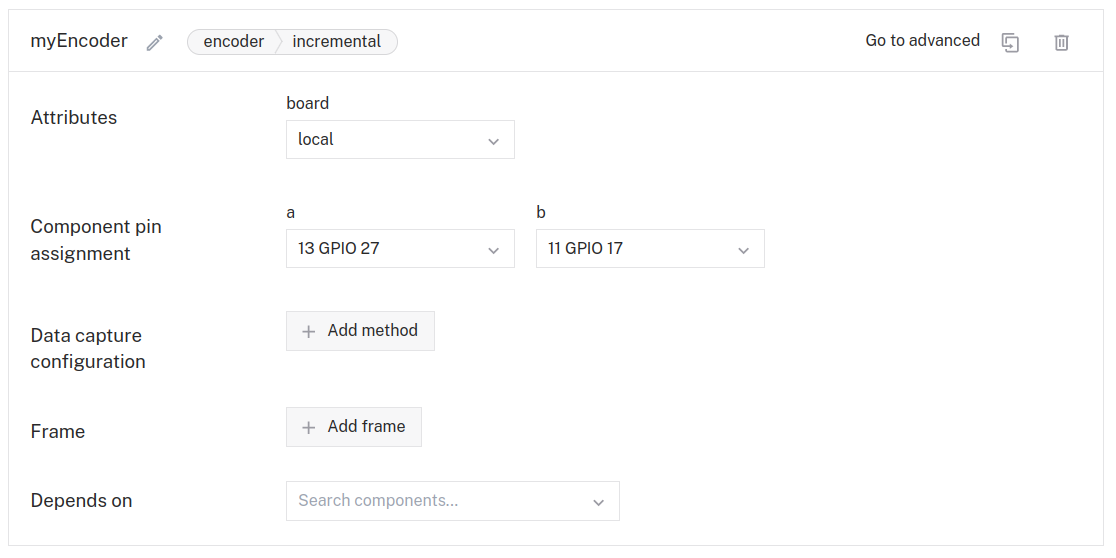 myEncoder encoder incremental Go to advanced
Attributes
board
local
Component pin
assignment
a
13 GPIO 27
b
11 GPIO 17
Data capture
configuration
Add method
Frame
Add frame
Depends on
Search components...